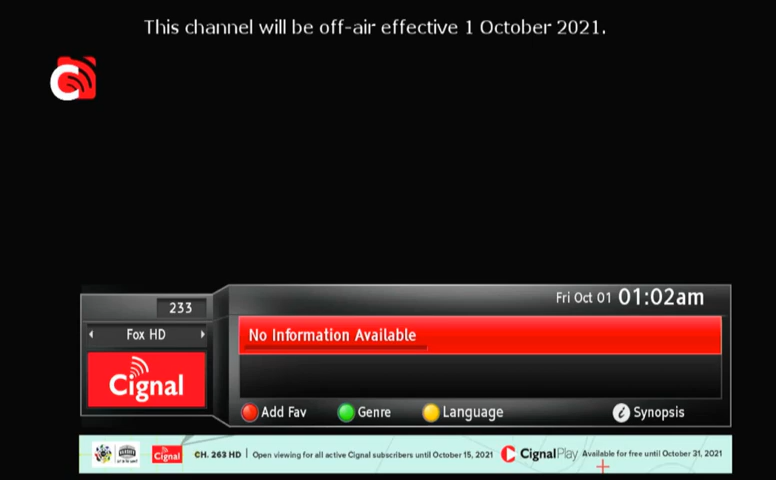 This channel will be off-air effective 1 October 2021.
Fri Oct 01 01:02am
233
Fox HD
No Information Available
Cignal
Add Fav Genre Language Synopsis
Cignal CH. 263 HD | Open viewing for all active Cignal subscribers until October 15, 2021 CignalPlay Available for free until October 31, 2021